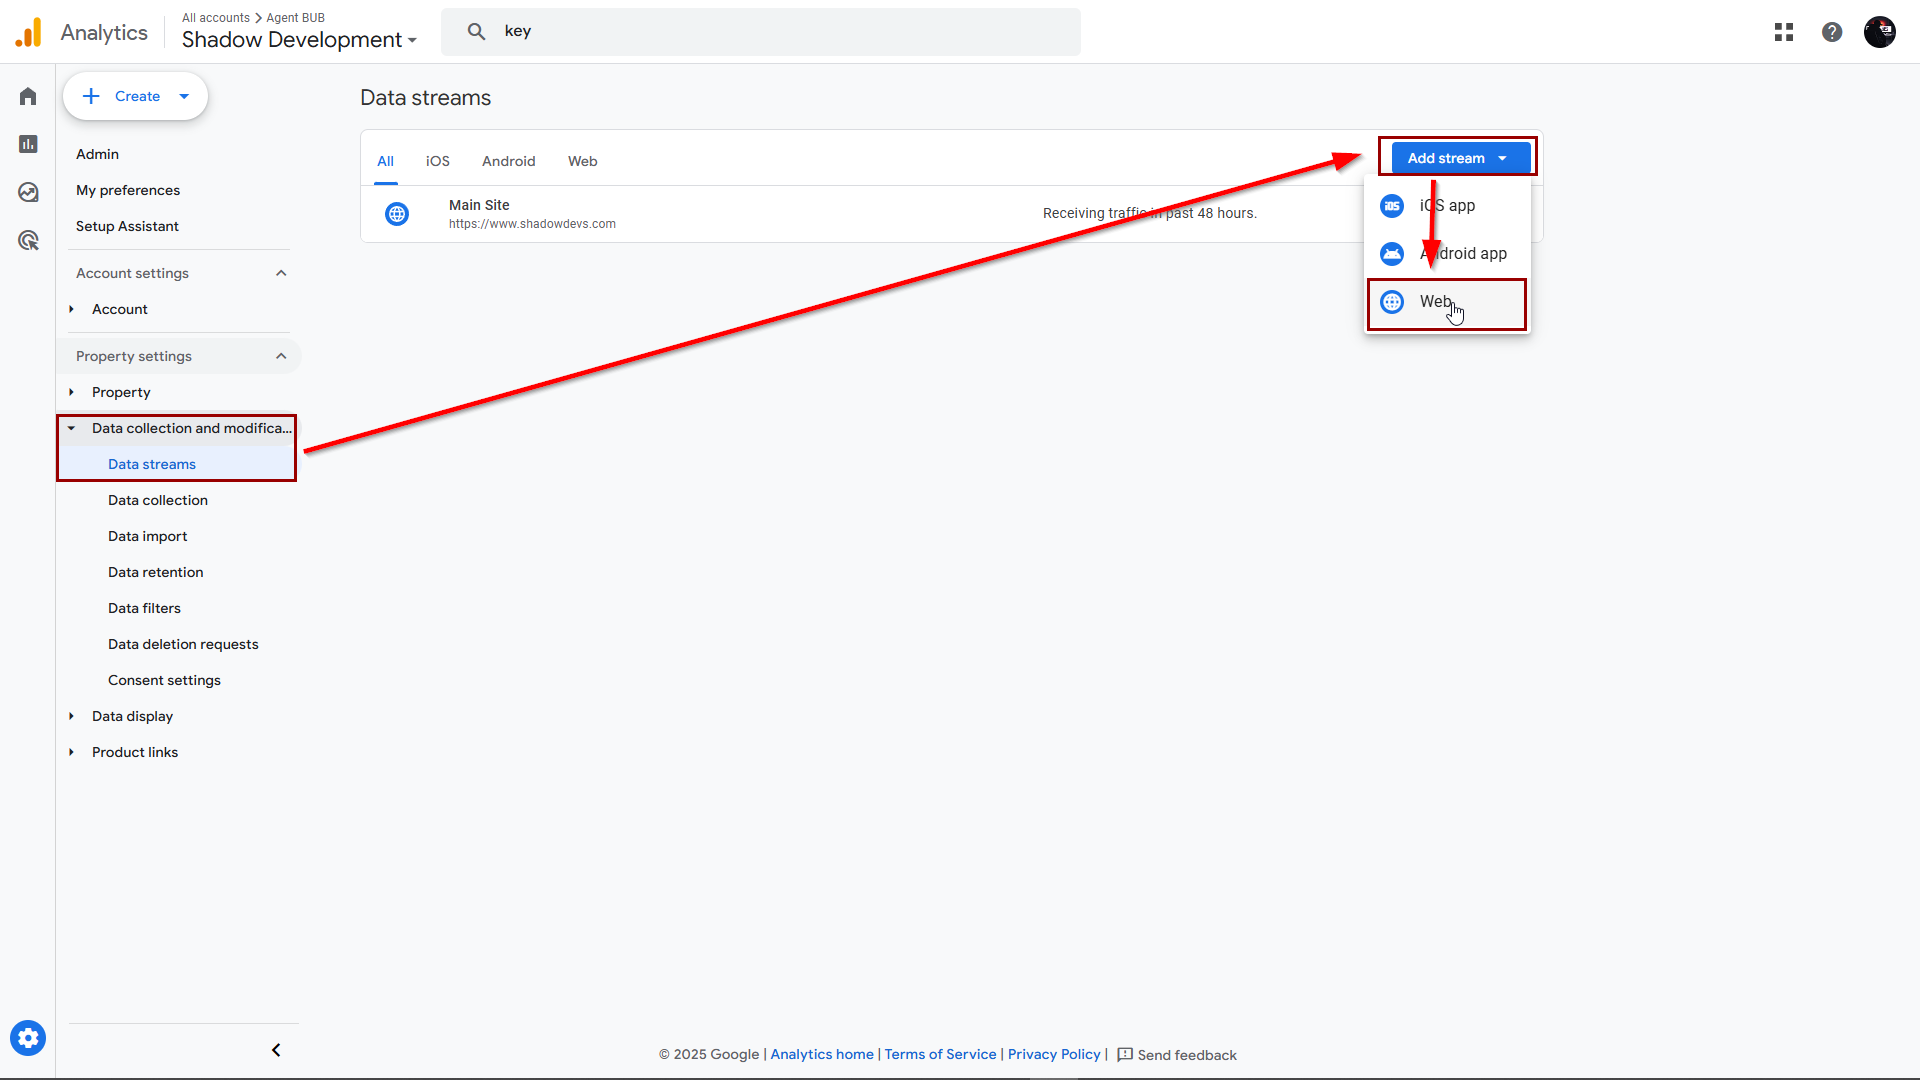 Analytics
All accounts > Agent BUB
Shadow Development
key
Create
Admin
My preferences
Setup Assistant
Account settings
Account
Property settings
Property
Data collection and modifica...
Data streams
Data collection
Data import
Data retention
Data filters
Data deletion requests
Consent settings
Data display
Product links
Data streams
All iOS Android Web
Add stream
Main Site
https://www.shadowdevs.com
Receiving traffic in past 48 hours.
iOS
iOS app
Android app
Web
© 2025 Google | Analytics home | Terms of Service | Privacy Policy | Send feedback